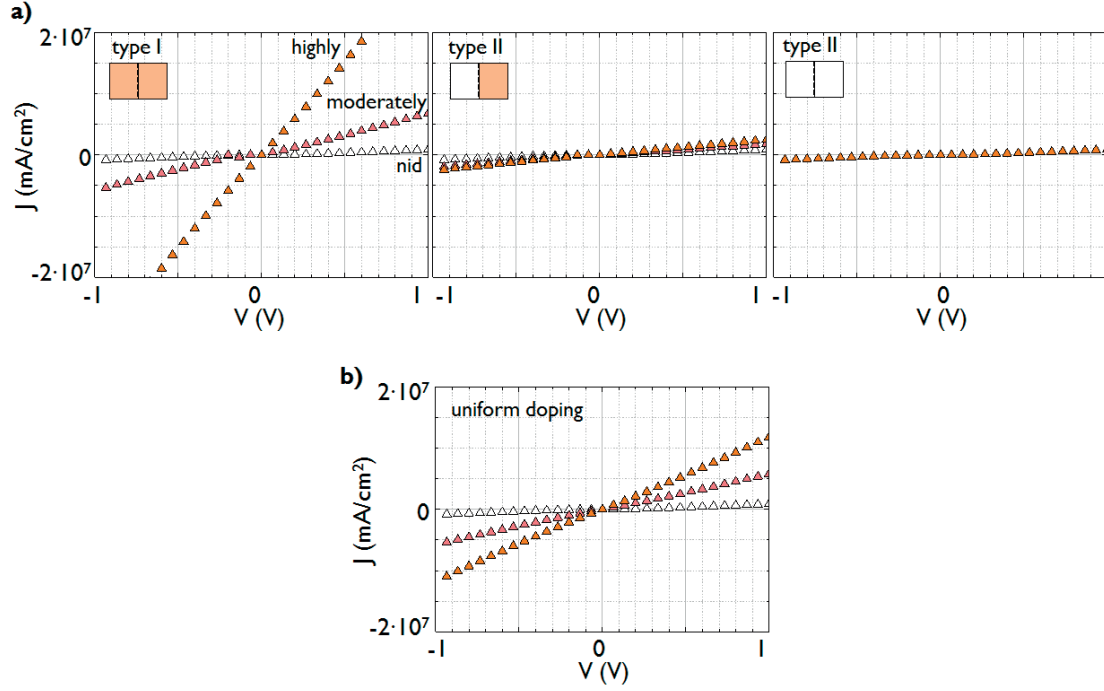 a)
2·10⁷
0
-2·10⁷
J (mA/cm²)
type I
highly
moderately
nid
-1
0
1
V (V)
type II
-1
0
1
V (V)
type II
-1
0
V (V)
b)
2·10⁷
0
-2·10⁷
J (mA/cm²)
uniform doping
-1
0
1
V (V)